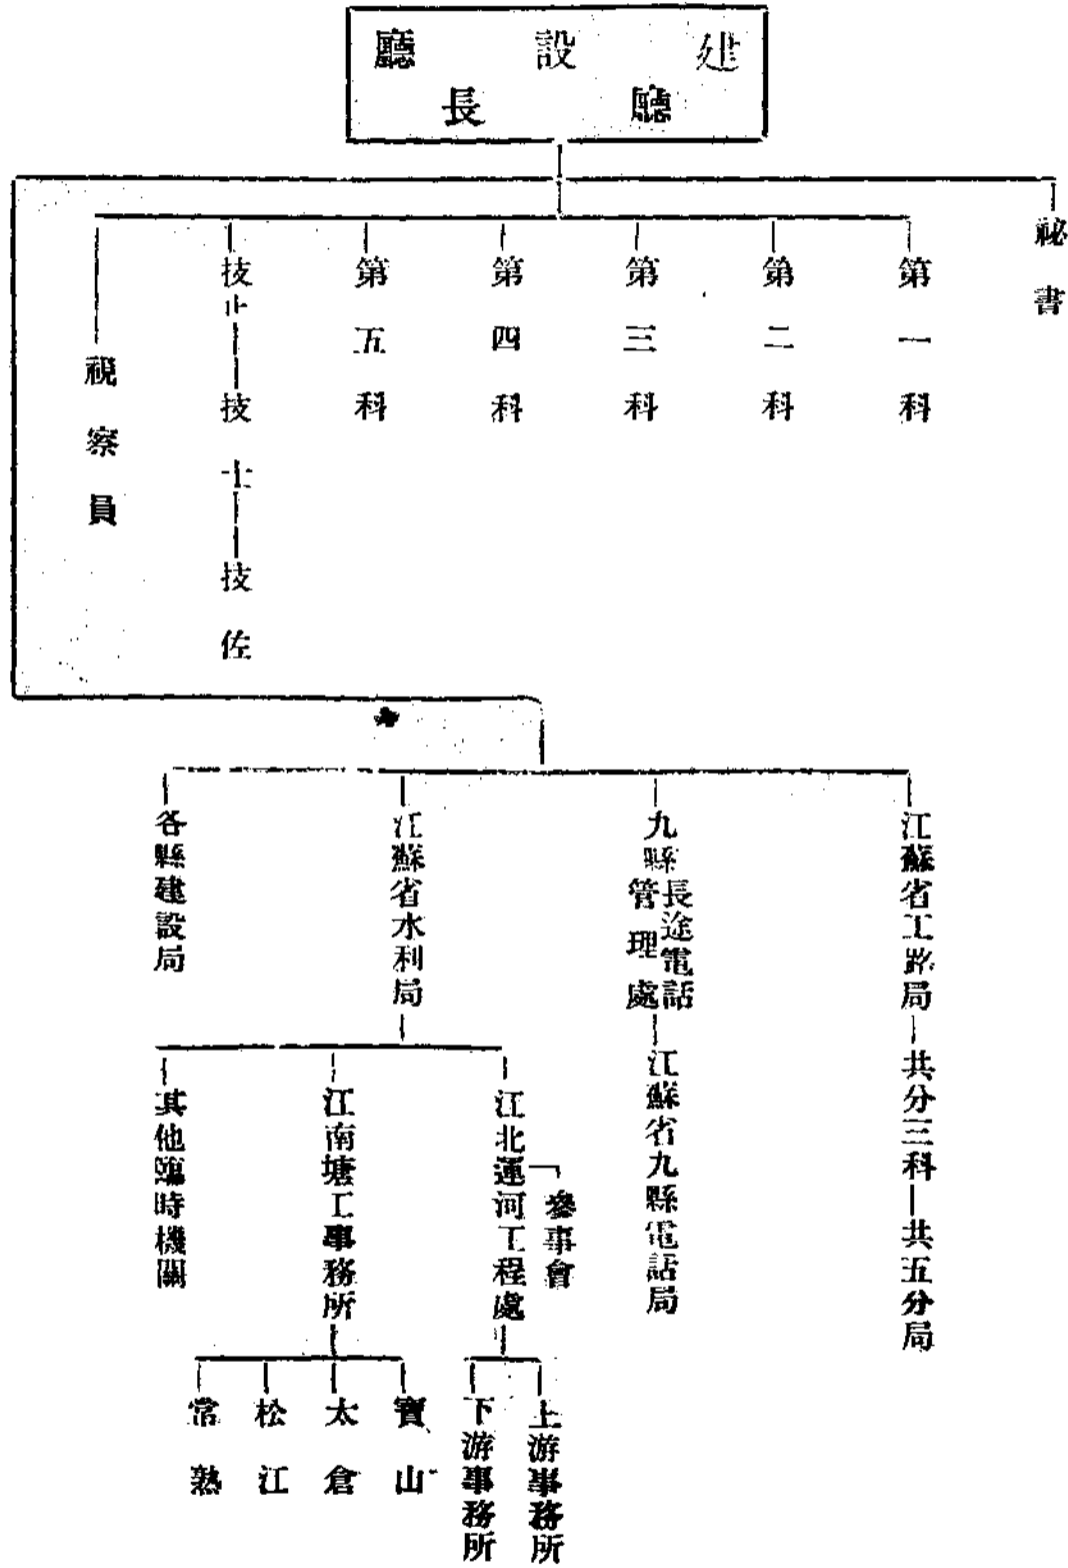 建設廳
廳長
祕書
第一科
第二科
第三科
第四科
第五科
技正
技士
技佐
視察員
江蘇省工路局
共分三科
共五分局
九縣長途電話
管理處
江蘇省九縣電話局
江蘇省水利局
各縣建設局
江北運河工程處
參事會
上游事務所
下游事務所
江南塘工事務所
寶山
太倉
松江
常熟
其他臨時機關